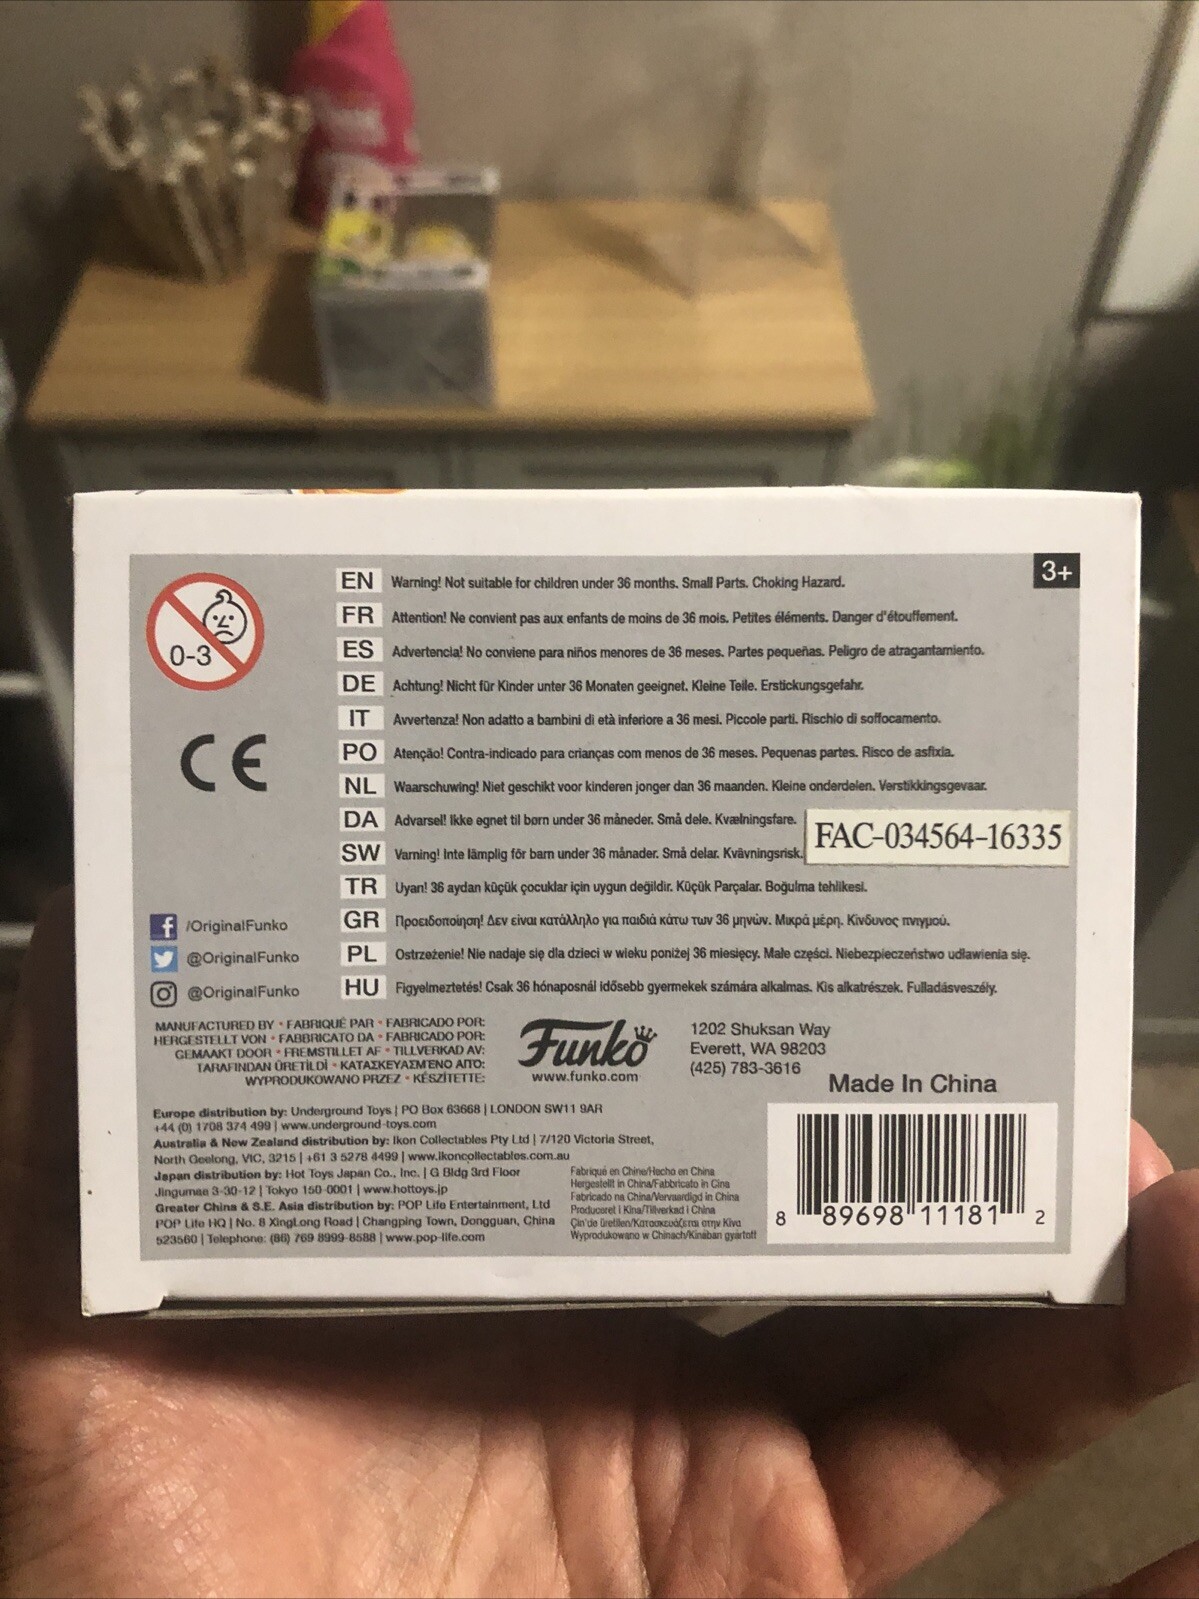 3+
0-3
EN Warning! Not suitable for children under 36 months. Small Parts. Choking Hazard.
FR Attention! Ne convient pas aux enfants de moins de 36 mois. Petites éléments. Danger d'étouffement.
ES Advertencia! No conviene para niños menores de 36 meses. Partes pequeñas. Peligro de atragantamiento.
DE Achtung! Nicht für Kinder unter 36 Monaten geeignet. Kleine Teile. Erstickungsgefahr.
IT Avvertenza! Non adatto a bambini di età inferiore a 36 mesi. Piccole parti. Rischio di soffocamento.
PO Atenção! Contra-indicado para crianças com menos de 36 meses. Pequenas partes. Risco de asfixia.
NL Waarschuwing! Niet geschikt voor kinderen jonger dan 36 maanden. Kleine onderdelen. Verstikkingsgevaar.
DA Advarsel! Ikke egnet til børn under 36 måneder. Små dele. Kvælningsfare.
SW Varning! Inte lämplig för barn under 36 månader. Små delar. Kvävningsrisk.
FAC-034564-16335
TR Uyarı! 36 aydan küçük çocuklar için uygun değildir. Küçük Parçalar. Boğulma tehlikesi.
GR Προειδοποίηση! Δεν είναι κατάλληλο για παιδιά κάτω των 36 μηνών. Μικρά μέρη. Κίνδυνος πνιγμού.
PL Ostrzeżenie! Nie nadaje się dla dzieci w wieku poniżej 36 miesięcy. Małe części. Niebezpieczeństwo udławienia się.
HU Figyelmeztetés! Csak 36 hónaposnál idősebb gyermekek számára alkalmas. Kis alkatrészek. Fulladásveszély.
CE
f /OriginalFunko
@OriginalFunko
@OriginalFunko
MANUFACTURED BY • FABRIQUÉ PAR • FABRICADO POR:
HERGESTELLT VON • FABBRICATO DA • FABRICADO POR:
GEMAAKT DOOR • FREMSTILLET AF • TILLVERKAD AV:
TARAFINDAN ÜRETİLDİ • ΚΑΤΑΣΚΕΥΑΣΜΈΝΟ ΑΠΌ:
WYPRODUKOWANO PRZEZ • KÉSZÍTETTE:
Funko
www.funko.com
1202 Shuksan Way
Everett, WA 98203
(425) 783-3616
Made In China
Europe distribution by: Underground Toys | PO Box 63668 | LONDON SW11 9AR
+44 (0) 1708 374 499 | www.underground-toys.com
Australia & New Zealand distribution by: Ikon Collectables Pty Ltd | 7/120 Victoria Street,
North Geelong, VIC, 3215 | +61 3 5278 4499 | www.ikoncollectables.com.au
Japan distribution by: Hot Toys Japan Co., Inc. | G Bldg 3rd Floor
Jingumae 3-30-12 | Tokyo 150-0001 | www.hottoys.jp
Greater China & S.E. Asia distribution by: POP Life Entertainment, Ltd
POP Life HQ | No. 8 XingLong Road | Changping Town, Dongguan, China
523560 | Telephone: (86) 769 8999-8588 | www.pop-life.com
Fabriqué en Chine/Hecho en China
Hergestellt in China/Fabbricato in Cina
Fabricado na China/Vervaardigd in China
Produceret i Kina/Tillverkad i China
Çin'de üretilen/Κατασκευάζεται στην Κίνα
Wyprodukowano w Chinach/Kínában gyártott
8 89698 11181 2